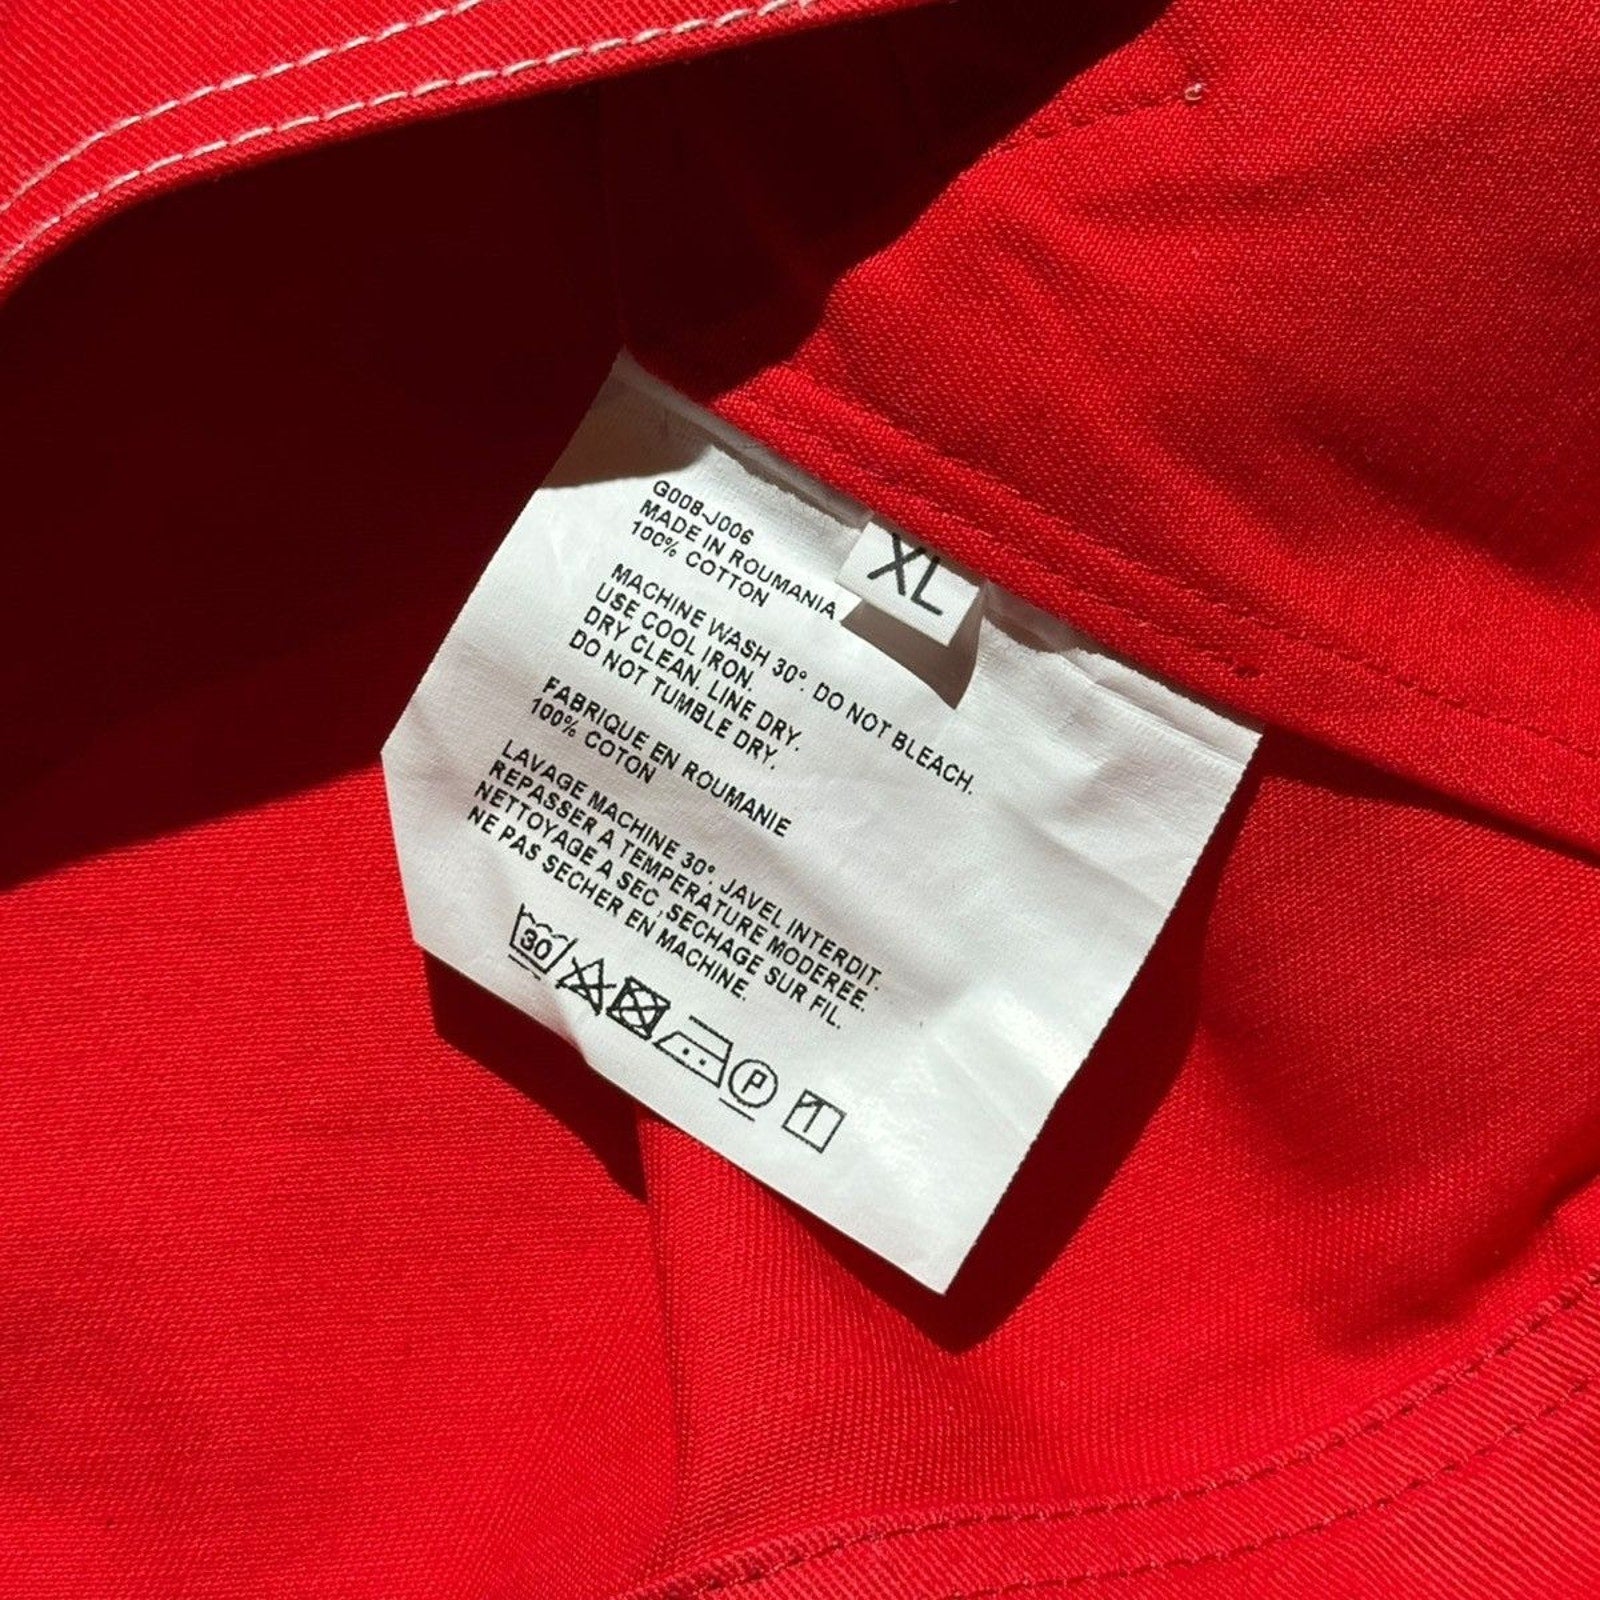 G008-J006
MADE IN ROUMANIA
100% COTTON
XL
MACHINE WASH 30°. DO NOT BLEACH.
USE COOL IRON.
DRY CLEAN. LINE DRY.
DO NOT TUMBLE DRY.
FABRIQUE EN ROUMANIE
100% COTON
LAVAGE MACHINE 30°. JAVEL INTERDIT.
REPASSER A TEMPERATURE MODEREE.
NETTOYAGE A SEC, SECHAGE SUR FIL.
NE PAS SECHER EN MACHINE.
30 P 1